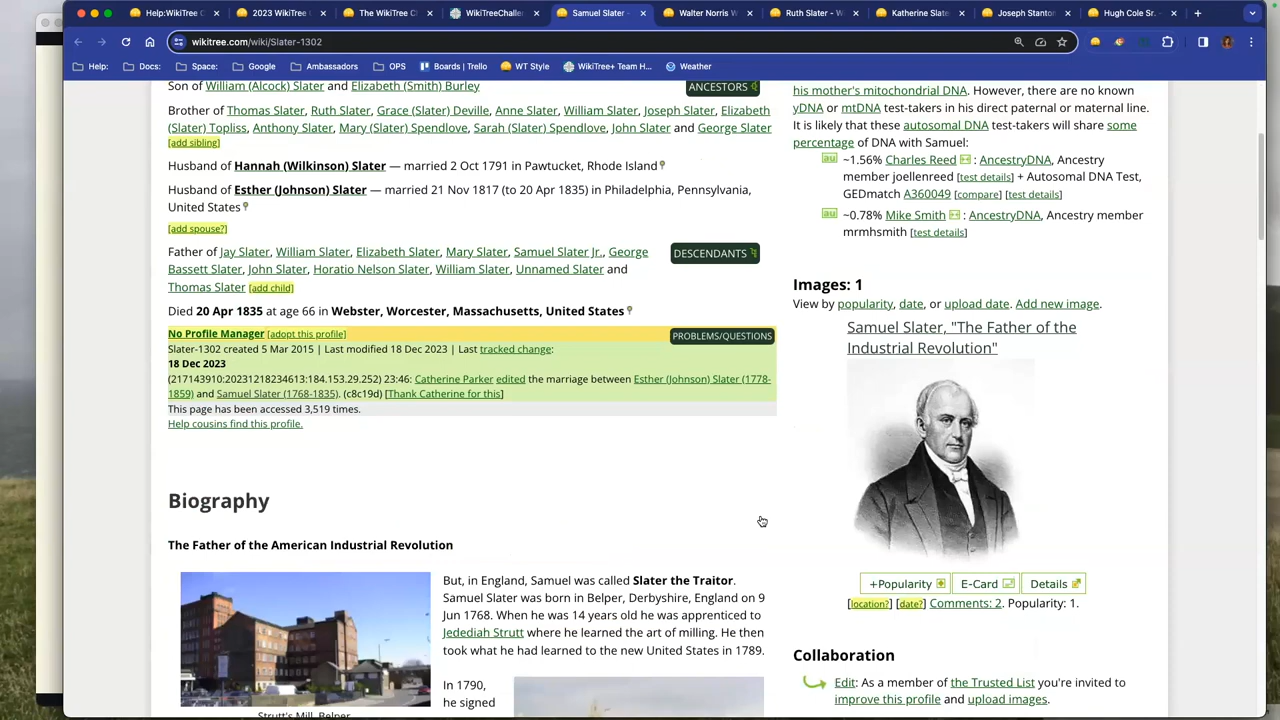 Help:WikiTree C
2023 WikiTree
The WikiTree C
WikiTreeChalle
Samuel Slater -
Walter Norris W
Ruth Slater - W
Katherine Slate
Joseph Stanto
Hugh Cole Sr. -
wikitree.com/wiki/Slater-1302
Help:
Docs:
Space:
Google
Ambassadors
OPS
Boards | Trello
WT Style
WikiTree+ Team H...
Weather
Son of William (Alcock) Slater and Elizabeth (Smith) Burley
ANCESTORS
Brother of Thomas Slater, Ruth Slater, Grace (Slater) Deville, Anne Slater, William Slater, Joseph Slater, Elizabeth
(Slater) Topliss, Anthony Slater, Mary (Slater) Spendlove, Sarah (Slater) Spendlove, John Slater and George Slater
[add sibling]
Husband of Hannah (Wilkinson) Slater — married 2 Oct 1791 in Pawtucket, Rhode Island
Husband of Esther (Johnson) Slater — married 21 Nov 1817 (to 20 Apr 1835) in Philadelphia, Pennsylvania,
United States
[add spouse?]
Father of Jay Slater, William Slater, Elizabeth Slater, Mary Slater, Samuel Slater Jr., George
Bassett Slater, John Slater, Horatio Nelson Slater, William Slater, Unnamed Slater and
Thomas Slater [add child]
DESCENDANTS
Died 20 Apr 1835 at age 66 in Webster, Worcester, Massachusetts, United States
No Profile Manager [adopt this profile]
PROBLEMS/QUESTIONS
Slater-1302 created 5 Mar 2015 | Last modified 18 Dec 2023 | Last tracked change:
18 Dec 2023
(217143910:20231218234613:184.153.29.252) 23:46: Catherine Parker edited the marriage between Esther (Johnson) Slater (1778-
1859) and Samuel Slater (1768-1835). (c8c19d) [Thank Catherine for this]
This page has been accessed 3,519 times.
Help cousins find this profile.
Biography
The Father of the American Industrial Revolution
But, in England, Samuel was called Slater the Traitor.
Samuel Slater was born in Belper, Derbyshire, England on 9
Jun 1768. When he was 14 years old he was apprenticed to
Jedediah Strutt where he learned the art of milling. He then
took what he had learned to the new United States in 1789.
In 1790,
he signed
Strutt's Mill, Belper
his mother's mitochondrial DNA. However, there are no known
yDNA or mtDNA test-takers in his direct paternal or maternal line.
It is likely that these autosomal DNA test-takers will share some
percentage of DNA with Samuel:
au ~1.56% Charles Reed : AncestryDNA, Ancestry
member joellenreed [test details] + Autosomal DNA Test,
GEDmatch A360049 [compare] [test details]
au ~0.78% Mike Smith : AncestryDNA, Ancestry member
mrmhsmith [test details]
Images: 1
View by popularity, date, or upload date. Add new image.
Samuel Slater, "The Father of the
Industrial Revolution"
+Popularity
E-Card
Details
[location?] [date?] Comments: 2. Popularity: 1.
Collaboration
Edit: As a member of the Trusted List you're invited to
improve this profile and upload images.